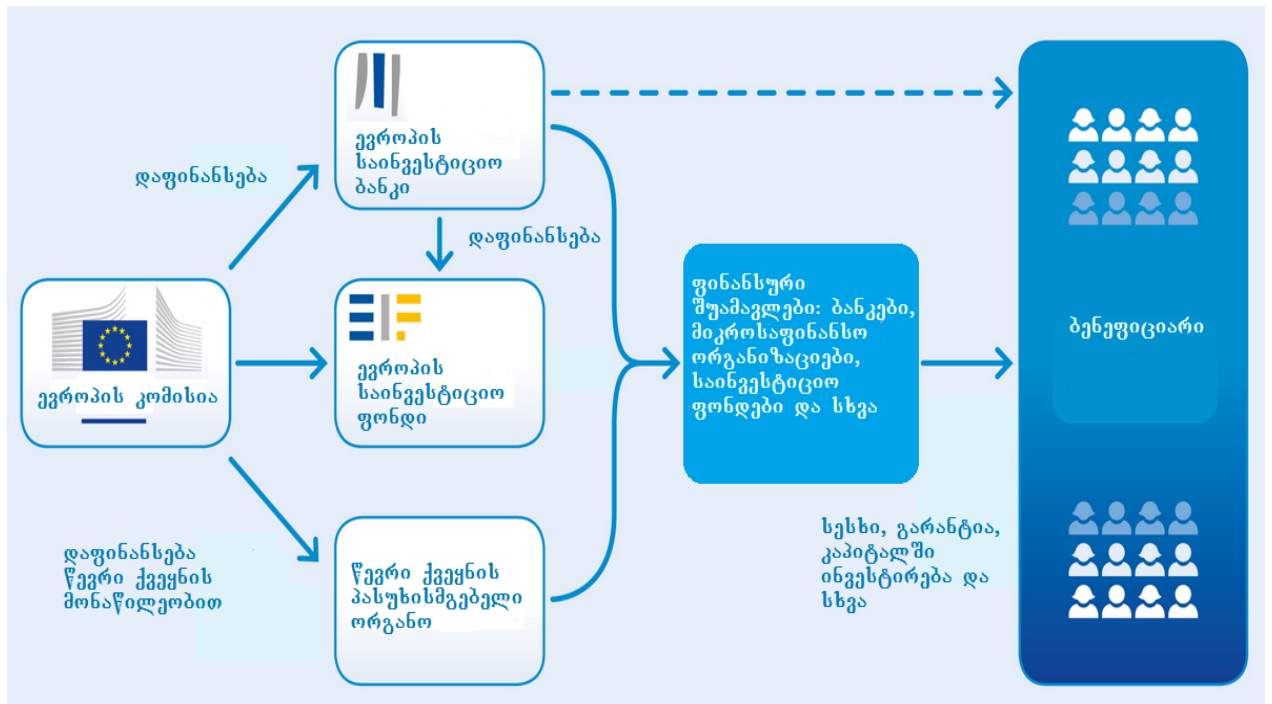 ევროპის
საინვესტიციო
ბანკი
დაფინანსება
დაფინანსება
ევროპის კომისია
ევროპის
საინვესტიციო
ფონდი
ფინანსური
შუამავლები: ბანკები,
მიკროსაფინანსო
ორგანიზაციები,
საინვესტიციო
ფონდები და სხვა
ბენეფიციარი
დაფინანსება
წევრი ქვეყნის
მონაწილეობით
წევრი ქვეყნის
პასუხისმგებელი
ორგანო
სესხი, გარანტია,
კაპიტალში
ინვესტირება და
სხვა